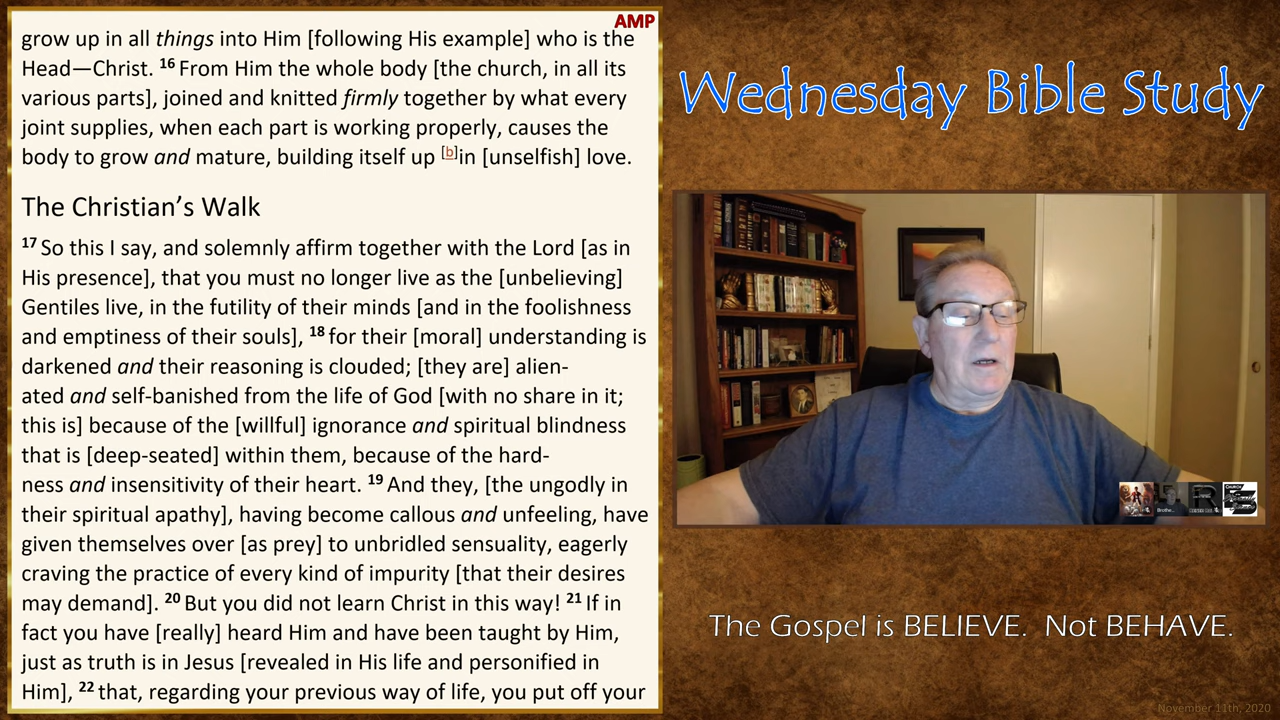 AMP
grow up in all things into Him [following His example] who is the
Head—Christ. 16 From Him the whole body [the church, in all its
various parts], joined and knitted firmly together by what every
joint supplies, when each part is working properly, causes the
body to grow and mature, building itself up [b]in [unselfish] love.
The Christian’s Walk
17 So this I say, and solemnly affirm together with the Lord [as in
His presence], that you must no longer live as the [unbelieving]
Gentiles live, in the futility of their minds [and in the foolishness
and emptiness of their souls], 18 for their [moral] understanding is
darkened and their reasoning is clouded; [they are] alien-
ated and self-banished from the life of God [with no share in it;
this is] because of the [willful] ignorance and spiritual blindness
that is [deep-seated] within them, because of the hard-
ness and insensitivity of their heart. 19 And they, [the ungodly in
their spiritual apathy], having become callous and unfeeling, have
given themselves over [as prey] to unbridled sensuality, eagerly
craving the practice of every kind of impurity [that their desires
may demand]. 20 But you did not learn Christ in this way! 21 If in
fact you have [really] heard Him and have been taught by Him,
just as truth is in Jesus [revealed in His life and personified in
Him], 22 that, regarding your previous way of life, you put off your
Wednesday Bible Study
Brothe...
The Gospel is BELIEVE. Not BEHAVE.
November 11th, 2020